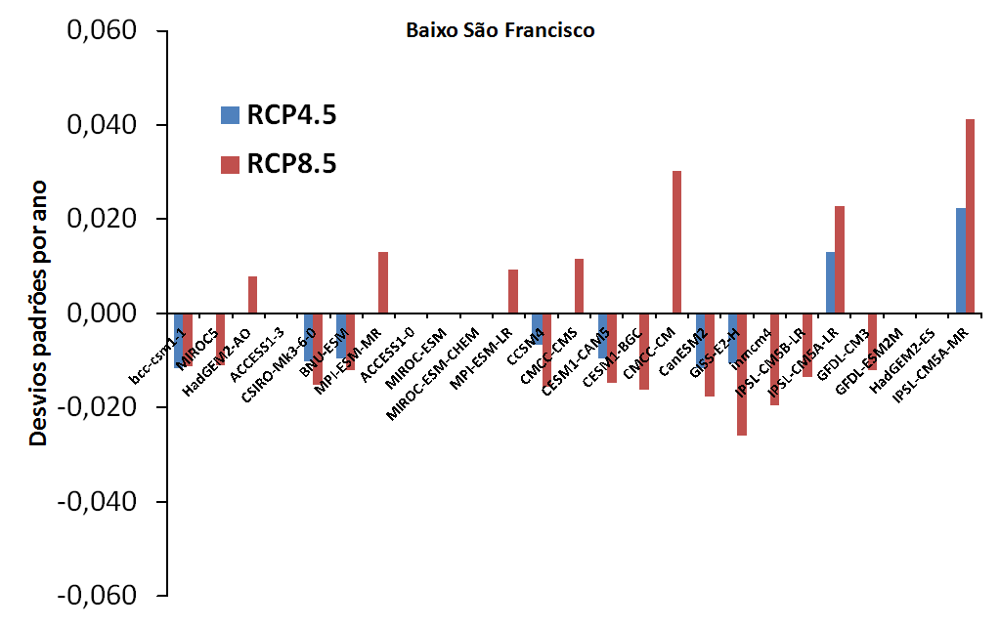 Baixo São Francisco
0,060
0,040
0,020
0,000
-0,020
-0,040
-0,060
Desvios padrões por ano
RCP4.5
RCP8.5
bcc-csm1-1
MIROC5
HadGEM2-AO
ACCESS1-3
CSIRO-Mk3-6-0
BNU-ESM
MPI-ESM-MR
ACCESS1-0
MIROC-ESM
MIROC-ESM-CHEM
MPI-ESM-LR
CCSM4
CMCC-CMS
CESM1-CAM5
CESM1-BGC
CMCC-CM
CanESM2
GISS-E2-H
inmcm4
IPSL-CM5B-LR
IPSL-CM5A-LR
GFDL-CM3
GFDL-ESM2M
HadGEM2-ES
IPSL-CM5A-MR